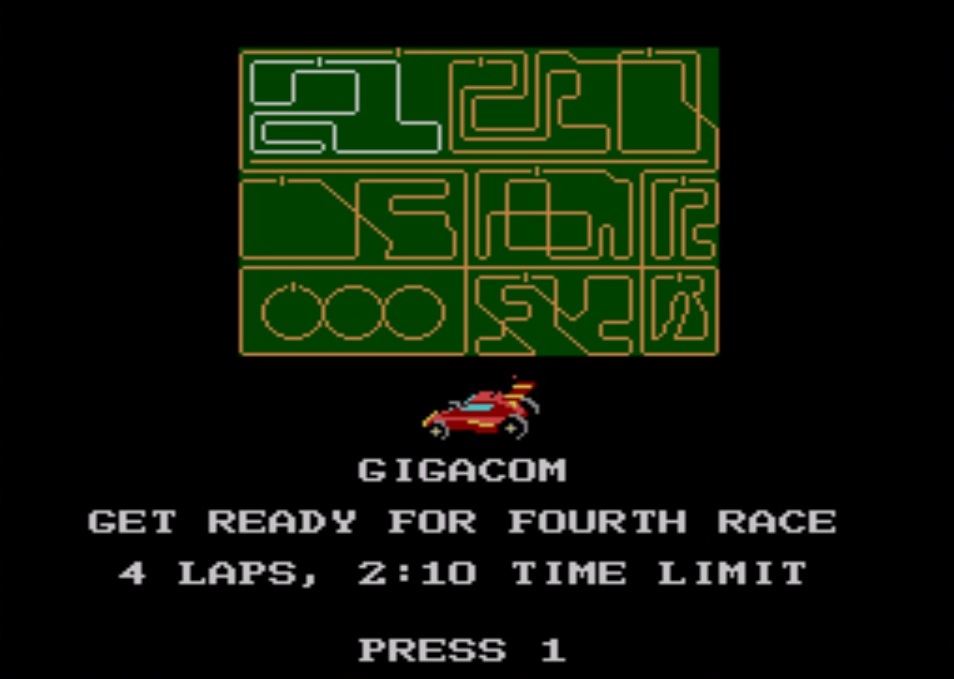 GIGACOM
GET READY FOR FOURTH RACE
4 LAPS, 2:10 TIME LIMIT
PRESS 1